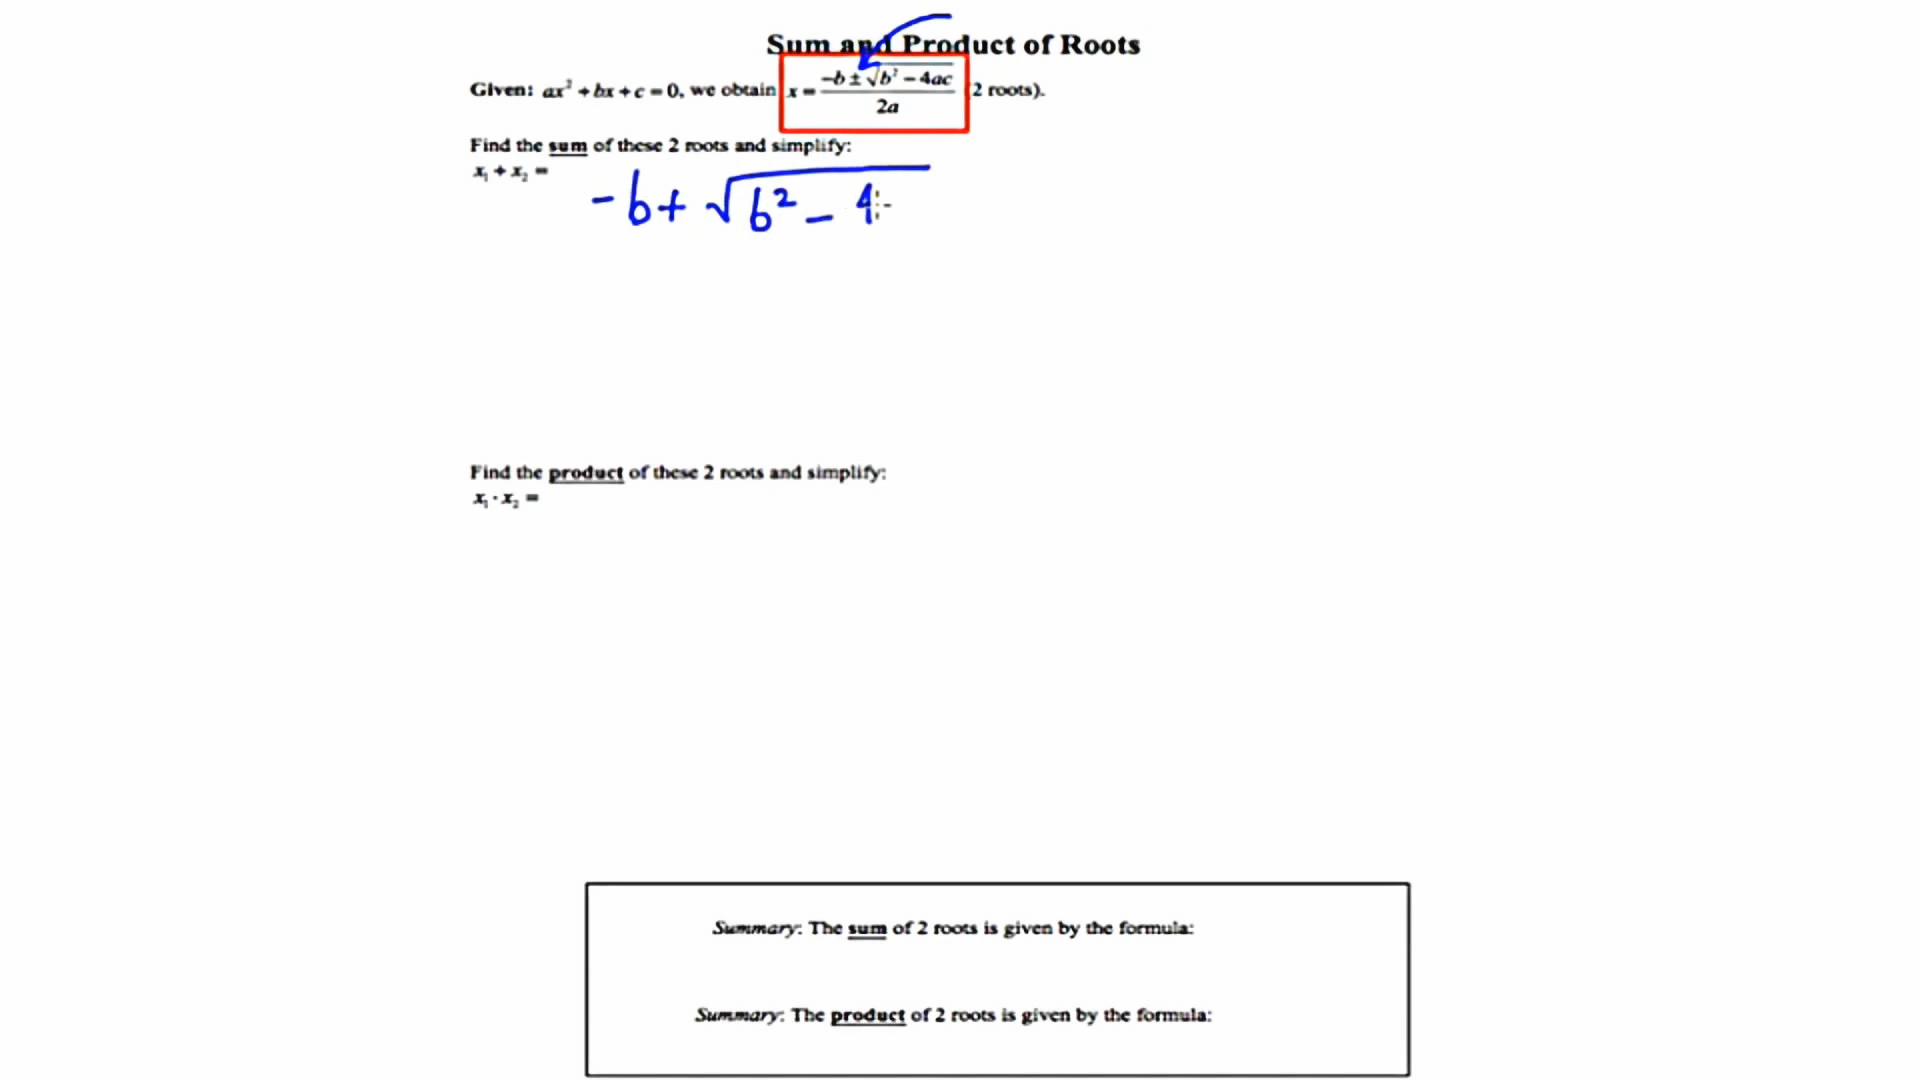 Sum and Product of Roots
Given: ax² + bx + c = 0, we obtain x = (-b ± √(b² - 4ac))/(2a) (2 roots).
Find the sum of these 2 roots and simplify:
x₁ + x₂ =
-b + √(b² - 4
Find the product of these 2 roots and simplify:
x₁ · x₂ =
Summary: The sum of 2 roots is given by the formula:
Summary: The product of 2 roots is given by the formula: